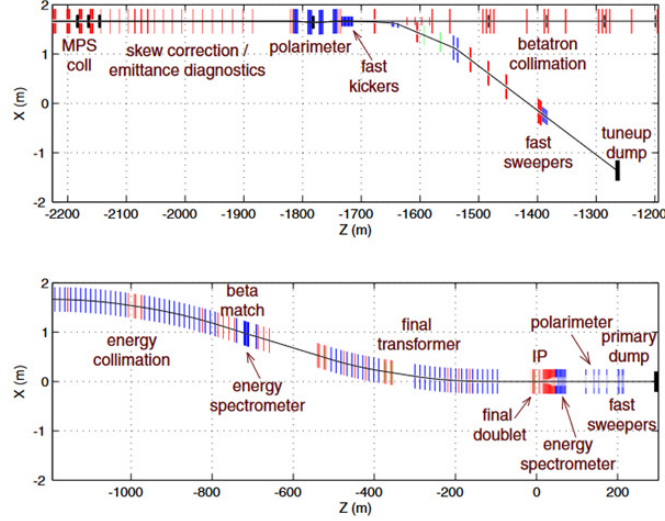 2
1
0
-1
-2
X (m)
MPS
coll
skew correction /
emittance diagnostics
polarimeter
fast
kickers
betatron
collimation
fast
sweepers
tuneup
dump
-2200
-2100
-2000
-1900
-1800
-1700
-1600
-1500
-1400
-1300
-1200
Z (m)
2
1
0
-1
-2
X (m)
energy
collimation
beta
match
energy
spectrometer
final
transformer
IP
polarimeter
primary
dump
final
doublet
energy
spectrometer
fast
sweepers
-1000
-800
-600
-400
-200
0
200
Z (m)